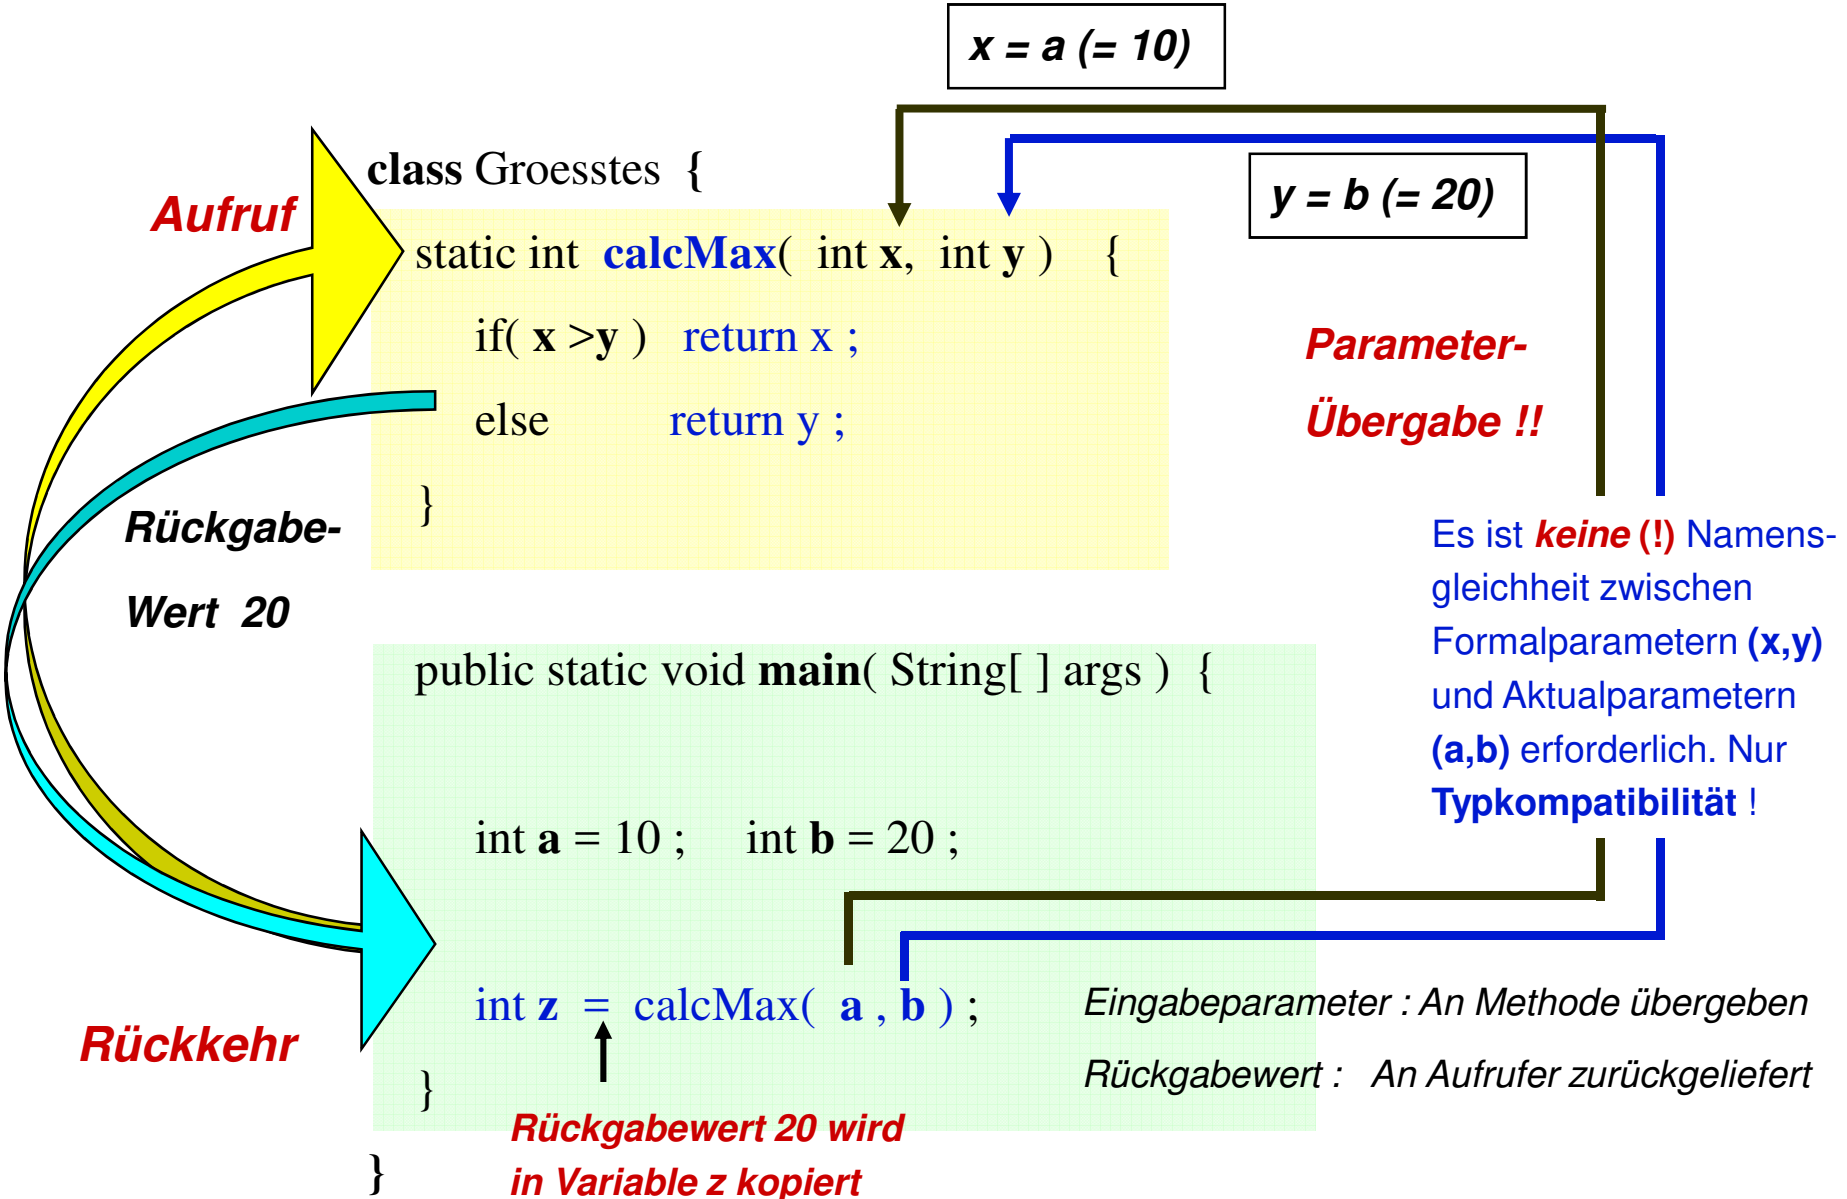 x = a (= 10)
class Groesstes {
Aufruf
y = b (= 20)
static int calcMax( int x, int y ) {
if( x >y ) return x ;
else return y ;
}
Parameter-
Übergabe !!
Rückgabe-
Wert 20
Es ist keine (!) Namens-
gleichheit zwischen
Formalparametern (x,y)
und Aktualparametern
(a,b) erforderlich. Nur
Typkompatibilität !
public static void main( String[ ] args ) {
int a = 10 ; int b = 20 ;
int z = calcMax( a , b ) ;
Eingabeparameter : An Methode übergeben
Rückkehr
Rückgabewert : An Aufrufer zurückgeliefert
}
Rückgabewert 20 wird
in Variable z kopiert
}